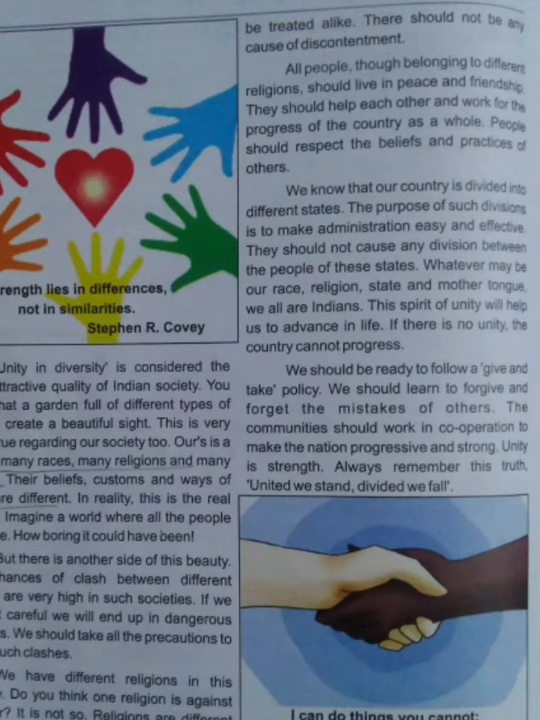 rength lies in differences,
not in similarities.
Stephen R. Covey
Unity in diversity' is considered the
ttractive quality of Indian society. You
hat a garden full of different types of
create a beautiful sight. This is very
ue regarding our society too. Our's is a
many races, many religions and many
Their beliefs, customs and ways of
re different. In reality, this is the real
Imagine a world where all the people
e. How boring it could have been!
But there is another side of this beauty.
hances of clash between different
are very high in such societies. If we
careful we will end up in dangerous
s. We should take all the precautions to
uch clashes.
We have different religions in this
. Do you think one religion is against
r? It is not so. Religions are different
be treated alike. There should not be any
cause of discontentment.
All people, though belonging to different
religions, should live in peace and friendship.
They should help each other and work for the
progress of the country as a whole. People
should respect the beliefs and practices of
others.
We know that our country is divided into
different states. The purpose of such divisions
is to make administration easy and effective.
They should not cause any division between
the people of these states. Whatever may be
our race, religion, state and mother tongue,
we all are Indians. This spirit of unity will help
us to advance in life. If there is no unity, the
country cannot progress.
We should be ready to follow a 'give and
take' policy. We should learn to forgive and
forget the mistakes of others. The
communities should work in co-operation to
make the nation progressive and strong. Unity
is strength. Always remember this truth,
'United we stand, divided we fall'.
I can do things you cannot;